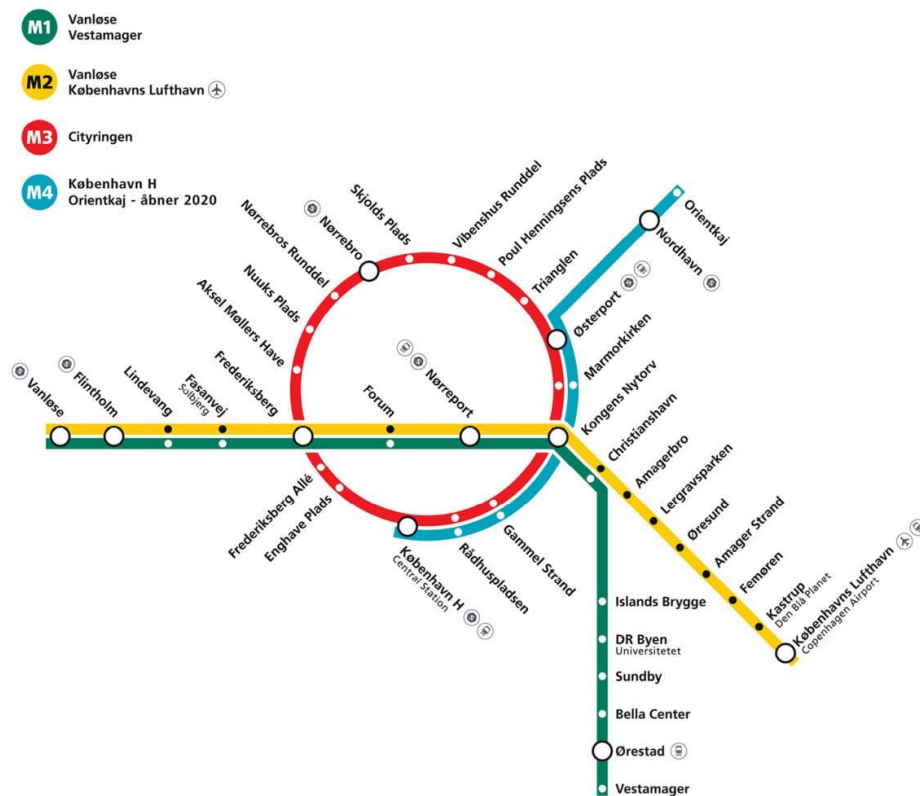 M1
Vanløse
Vestamager
M2
Vanløse
Københavns Lufthavn
M3
Cityringen
M4
København H
Orientkaj - åbner 2020
Vanløse
Flintholm
Lindevang
Fasanvej
Solbjerg
Frederiksberg
Aksel Møllers Have
Nuuks Plads
Nørrebros Runddel
Nørrebro
Skjolds Plads
Vibenshus Runddel
Poul Henningsens Plads
Trianglen
Østerport
Nordhavn
Orientkaj
Marmorkirken
Forum
Nørreport
Kongens Nytorv
Christianshavn
Amagerbro
Lergravsparken
Øresund
Amager Strand
Femøren
Kastrup
Den Blå Planet
Københavns Lufthavn
Copenhagen Airport
Frederiksberg Allé
Enghave Plads
København H
Central Station
Rådhuspladsen
Gammel Strand
Islands Brygge
DR Byen
Universitetet
Sundby
Bella Center
Ørestad
Vestamager